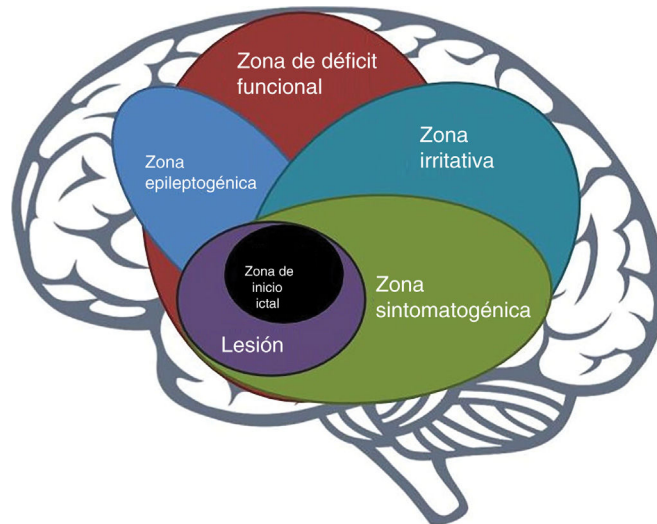 Zona de déficit
funcional
Zona
irritativa
Zona
epileptogénica
Zona de
inicio
ictal
Zona
sintomatogénica
Lesión